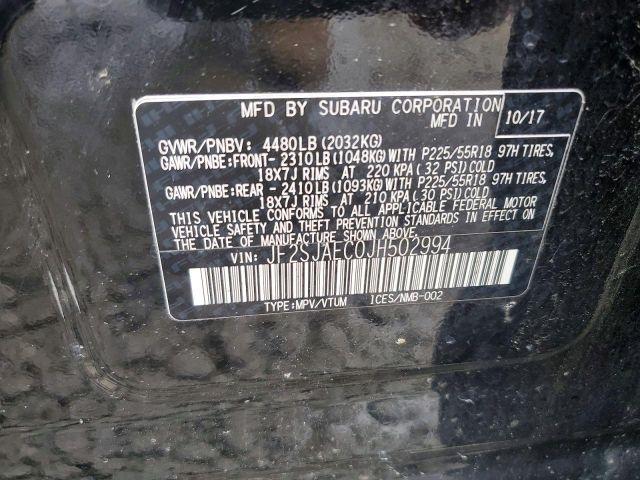 MFD BY SUBARU CORPORATION
MFD IN 10/17
GVWR/PNBV: 4480LB(2032KG)
GAWR/PNBE:FRONT- 2310LB(1048KG)WITH P225/55R18 97H TIRES,
18X7J RIMS AT 220 KPA(32 PSI)COLD
GAWR/PNBE:REAR - 2410LB(1093KG)WITH P225/55R18 97H TIRES,
18X7J RIMS AT 210 KPA(30 PSI)COLD
THIS VEHICLE CONFORMS TO ALL APPLICABLE FEDERAL MOTOR
VEHICLE SAFETY AND THEFT PREVENTION STANDARDS IN EFFECT ON
THE DATE OF MANUFACTURE SHOWN ABOVE.
VIN: JF2SJAEC0JH502994
TYPE:MPV/VTUM ICES/NMB-002